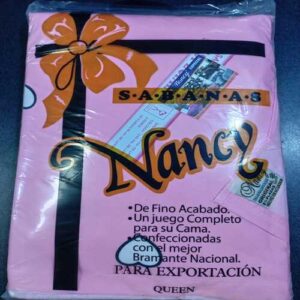 S·A·B·A·N·A·S
Nancy
•De Fino Acabado.
•Un juego Completo
para su Cama.
•Confeccionadas
con el mejor
Bramante Nacional.
PARA EXPORTACIÓN
QUEEN